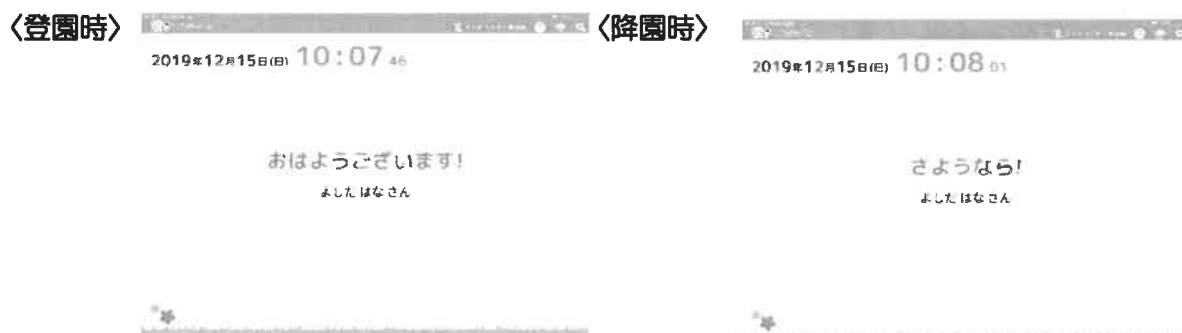 〈登園時〉
2019年12月15日(日) 10:07 46
おはようございます!
よしだ はな さん
〈降園時〉
2019年12月15日(日) 10:08 01
さようなら!
よしだ はな さん